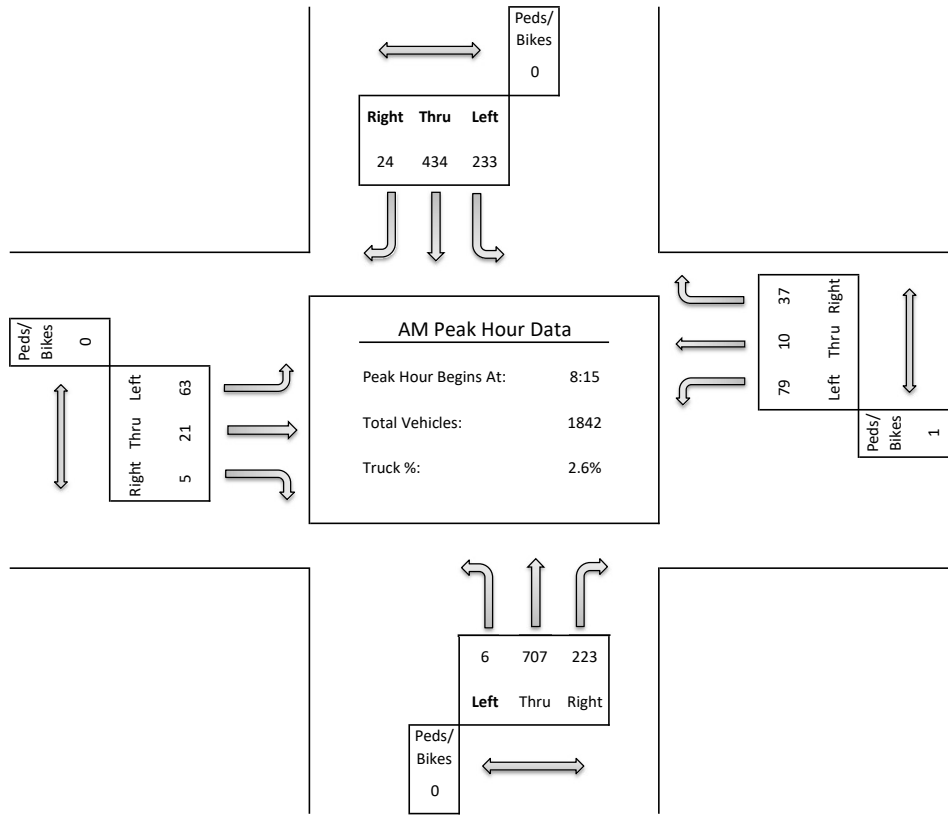 Peds/
Bikes
0
Right Thru Left
24 434 233
Peds/
Bikes
0
Left 63
Thru 21
Right 5
AM Peak Hour Data
Peak Hour Begins At: 8:15
Total Vehicles: 1842
Truck %: 2.6%
37 Right
10 Thru
79 Left
Peds/
Bikes
1
6 707 223
Left Thru Right
Peds/
Bikes
0